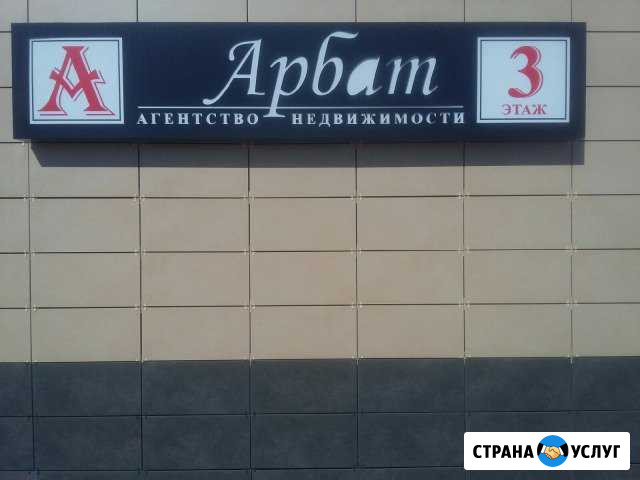 А
Арбат
АГЕНТСТВО НЕДВИЖИМОСТИ
3
ЭТАЖ
СТРАНА УСЛУГ